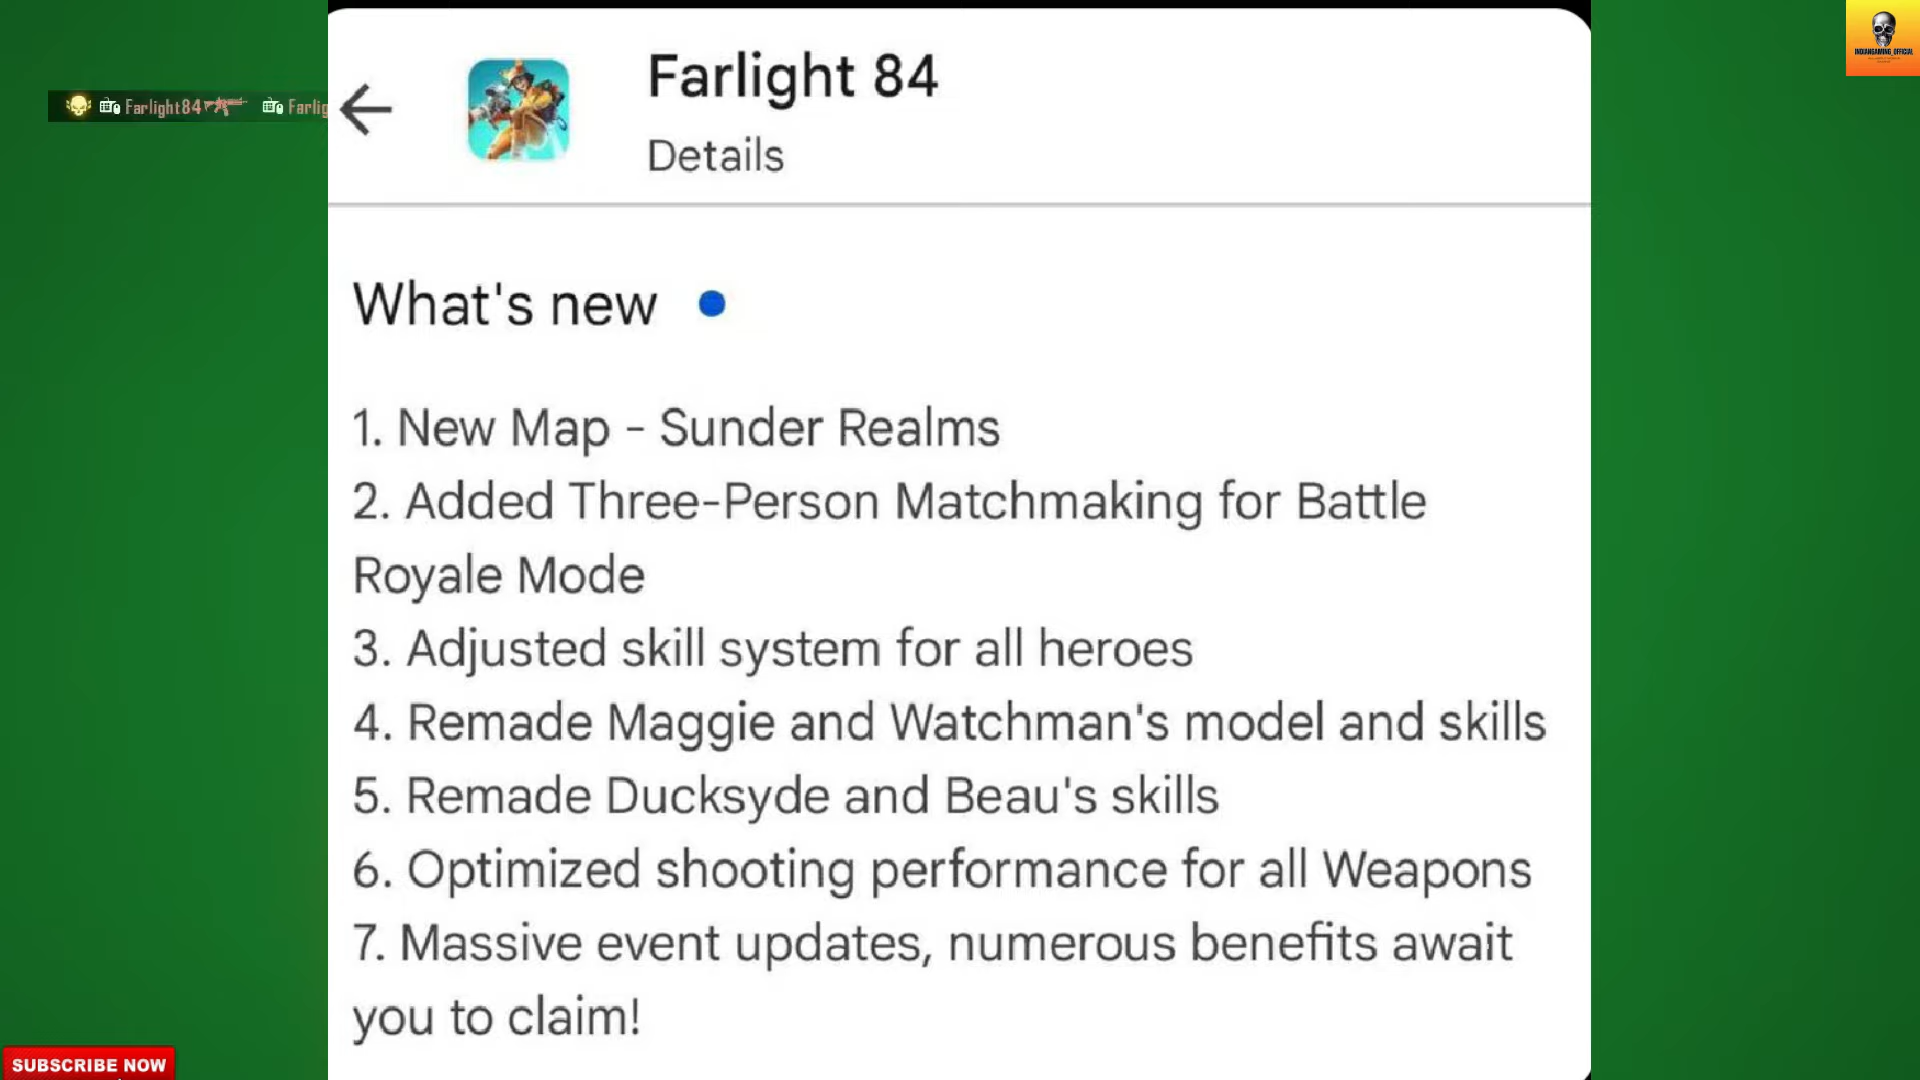 Farlight 84
Details
Farlight84 Farlig
INDIANGAMING_OFFICIAL
What's new
1. New Map - Sunder Realms
2. Added Three-Person Matchmaking for Battle
Royale Mode
3. Adjusted skill system for all heroes
4. Remade Maggie and Watchman's model and skills
5. Remade Ducksyde and Beau's skills
6. Optimized shooting performance for all Weapons
7. Massive event updates, numerous benefits await
you to claim!
SUBSCRIBE NOW